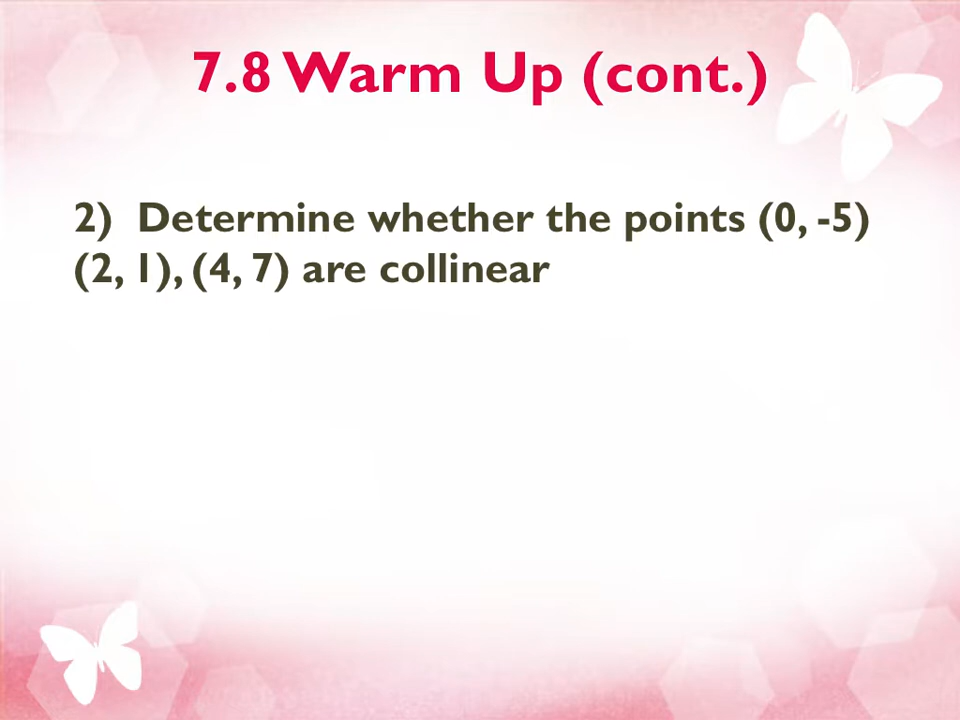 7.8 Warm Up (cont.)
2) Determine whether the points (0, -5)
(2, 1), (4, 7) are collinear